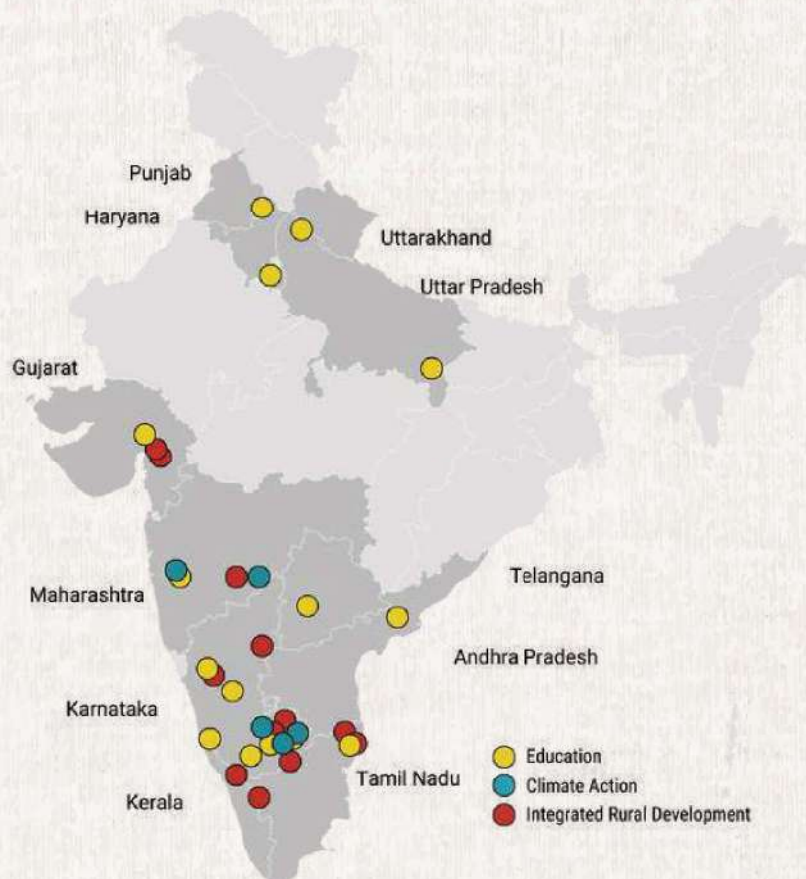 Punjab
Haryana
Uttarakhand
Uttar Pradesh
Gujarat
Telangana
Maharashtra
Andhra Pradesh
Karnataka
Education
Tamil Nadu
Climate Action
Kerala
Integrated Rural Development